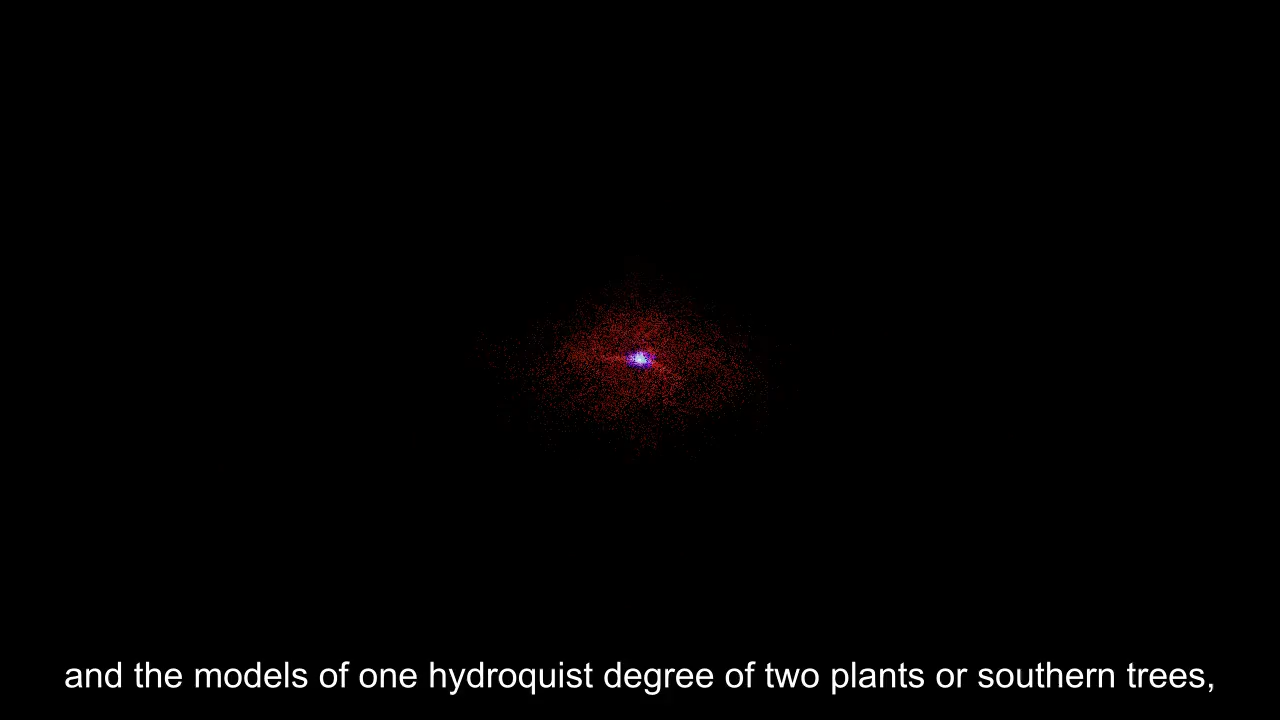 and the models of one hydroquist degree of two plants or southern trees,